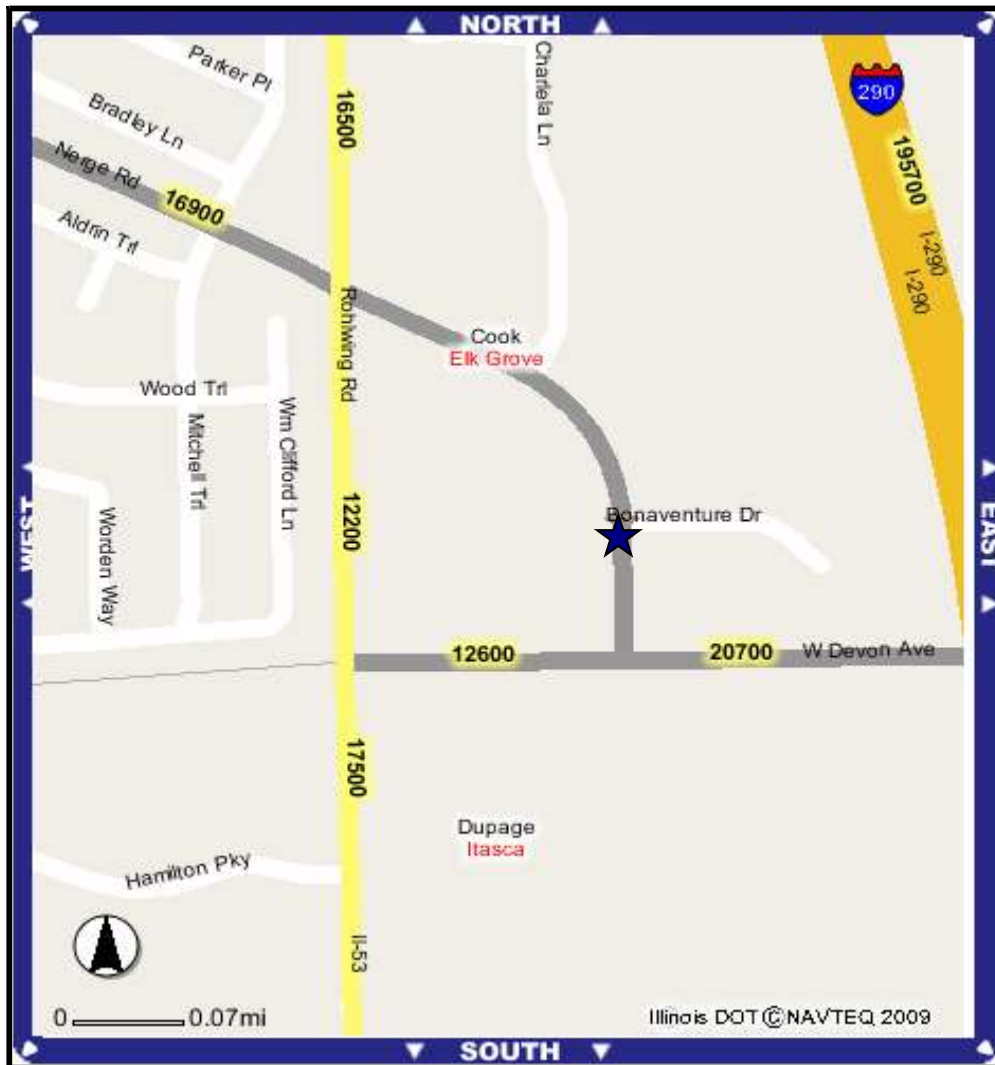 NORTH
Parker Pl
Bradley Ln
Nerge Rd
16900
Aldrin Trl
16500
Charlela Ln
290
195700
I-290
I-290
Rohlwing Rd
Cook
Elk Grove
Wood Trl
Mitchell Trl
Wm Clifford Ln
Worden Way
WEST
12200
Bonaventure Dr
EAST
12600
20700
W Devon Ave
17500
Dupage
Itasca
Hamilton Pky
Il-53
0
0.07mi
Illinois DOT ©NAVTEQ 2009
SOUTH